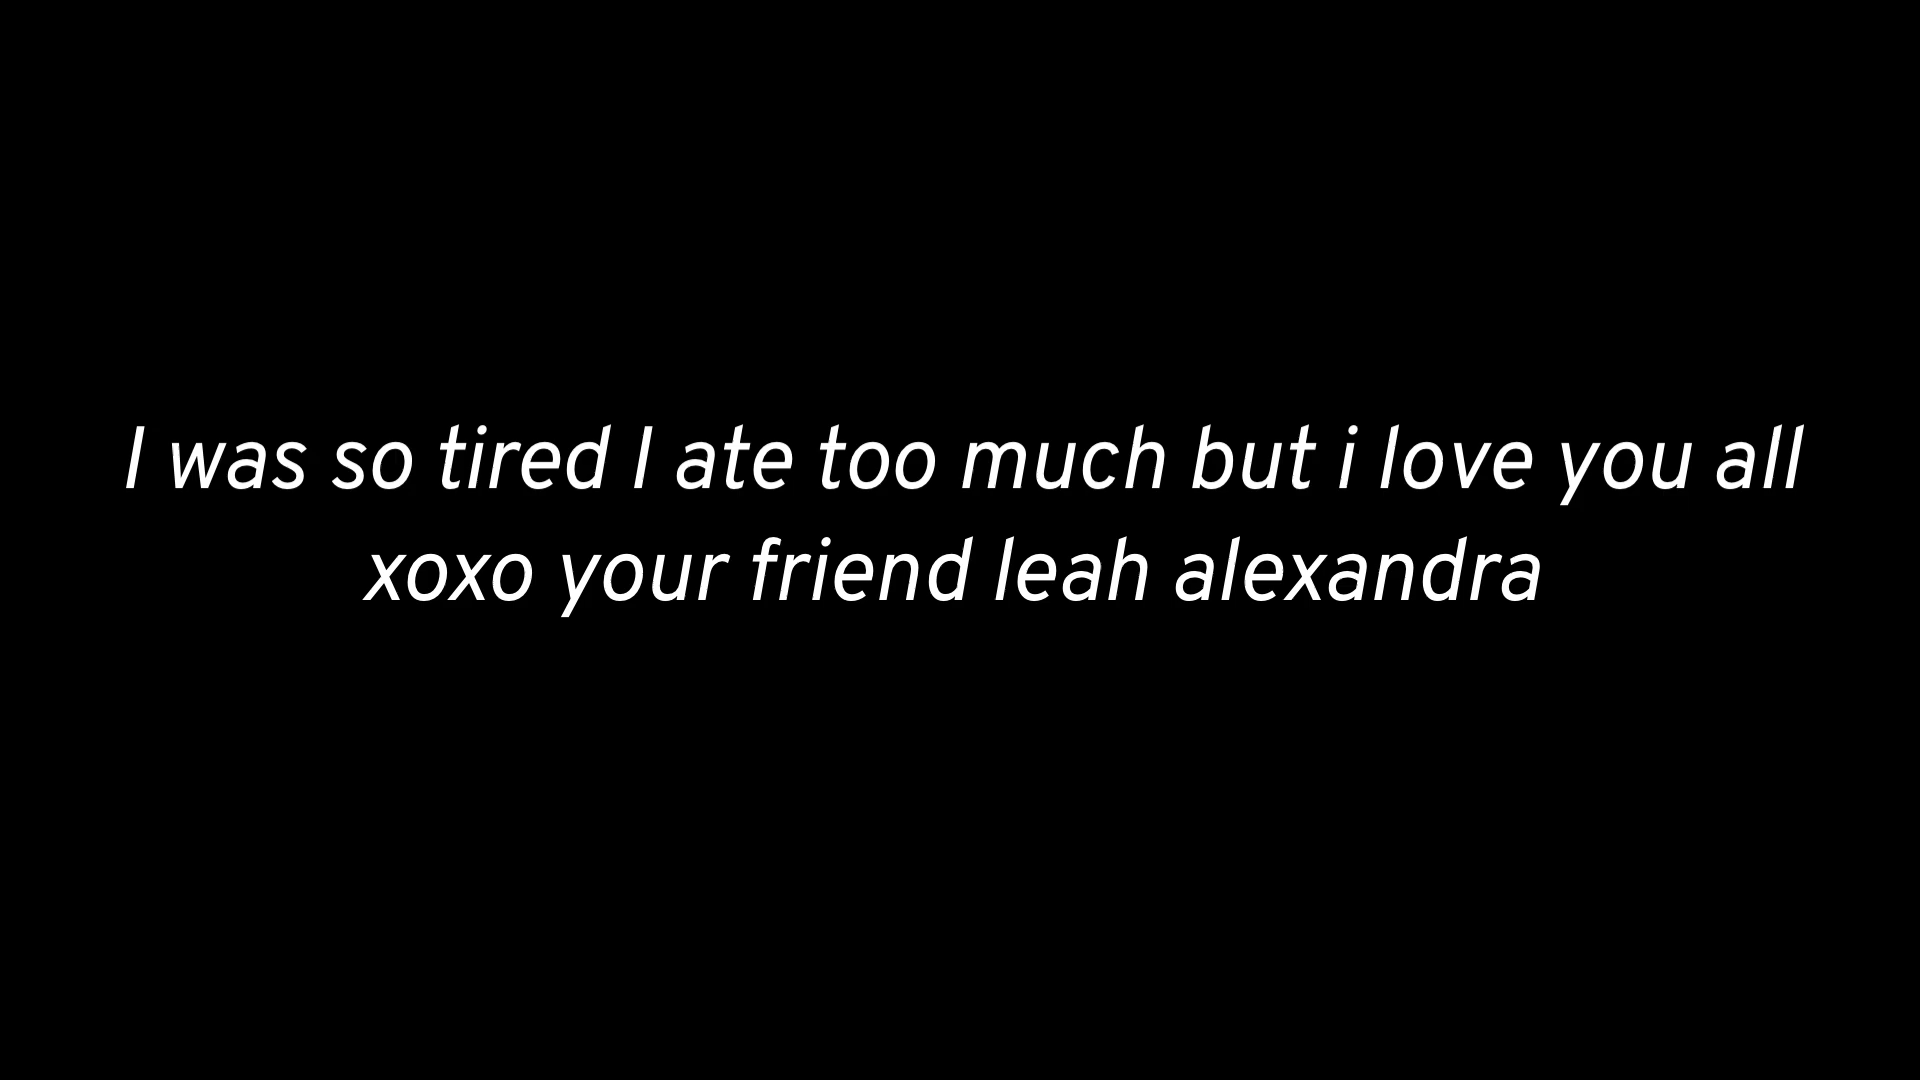 I was so tired I ate too much but i love you all
xoxo your friend leah alexandra